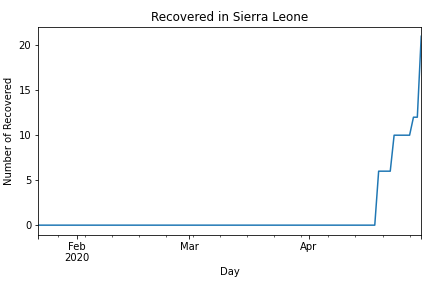 Recovered in Sierra Leone
Number of Recovered
20
15
10
5
0
Feb
2020
Mar
Apr
Day